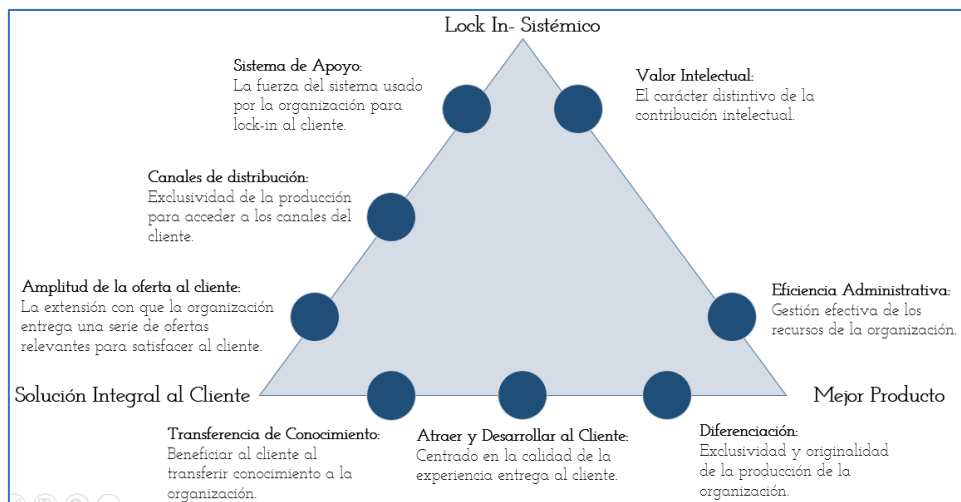 Lock In- Sistémico
Sistema de Apoyo:
La fuerza del sistema usado
por la organización para
lock-in al cliente.
Valor Intelectual:
El carácter distintivo de la
contribución intelectual.
Canales de distribución:
Exclusividad de la producción
para acceder a los canales del
cliente.
Amplitud de la oferta al cliente:
La extensión con que la organización
entrega una serie de ofertas
relevantes para satisfacer al cliente.
Eficiencia Administrativa:
Gestión efectiva de los
recursos de la organización.
Solución Integral al Cliente
Mejor Producto
Transferencia de Conocimiento:
Beneficiar al cliente al
transferir conocimiento a la
organización.
Atraer y Desarrollar al Cliente:
Centrado en la calidad de la
experiencia entrega al cliente.
Diferenciación:
Exclusividad y originalidad
de la producción de la
organización.